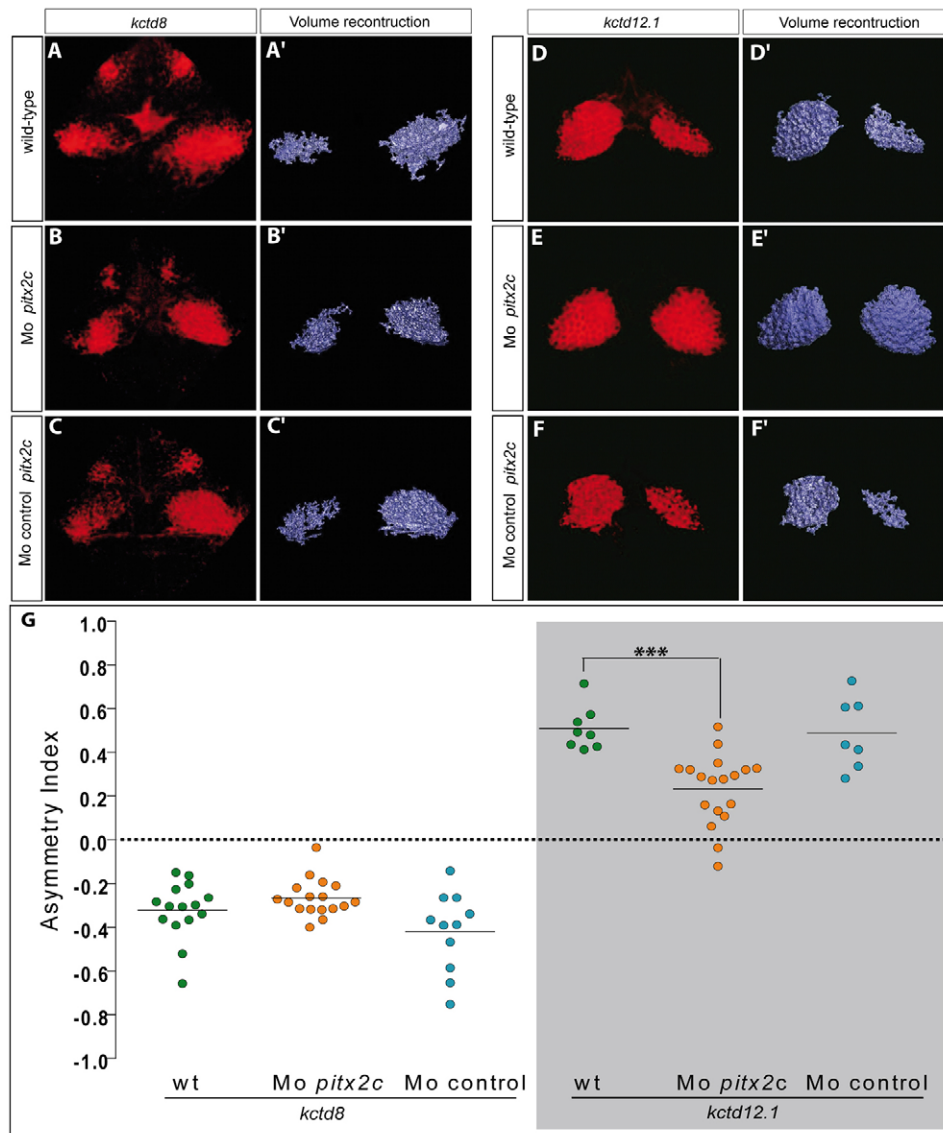 kctd8
Volume reconstruction
kctd12.1
Volume reconstruction
wild-type
A
A'
wild-type
D
D'
Mo pitx2c
B
B'
Mo pitx2c
E
E'
Mo control pitx2c
C
C'
Mo control pitx2c
F
F'
G
Asymmetry Index
1.0
0.8
0.6
0.4
0.2
0.0
-0.2
-0.4
-0.6
-0.8
-1.0
***
wt
Mo pitx2c
Mo control
wt
Mo pitx2c
Mo control
kctd8
kctd12.1